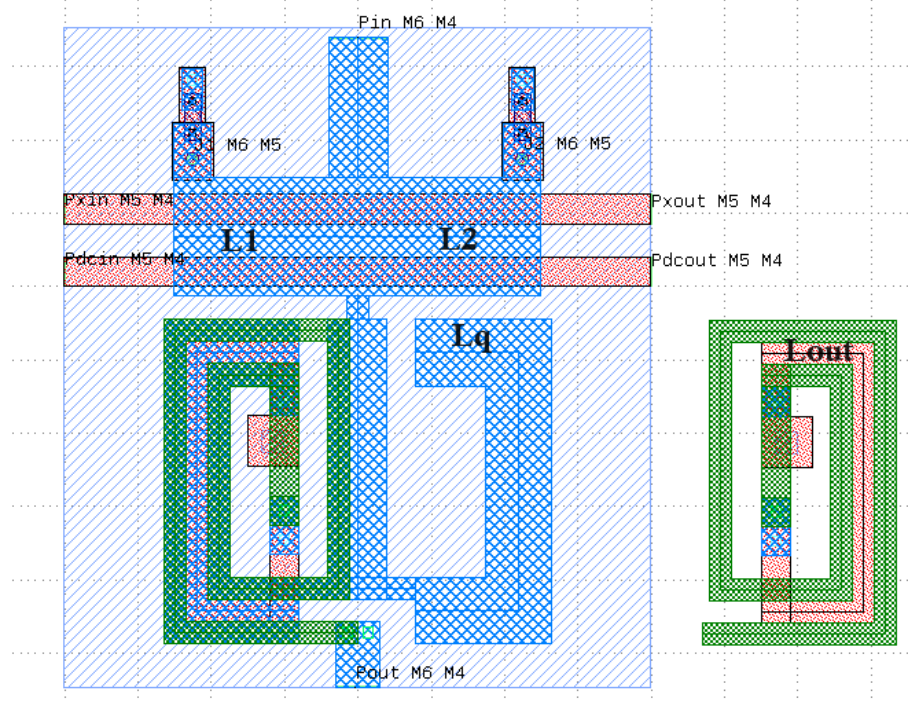 Pin M6 M4
J1 M6 M5
J2 M6 M5
Pxin M5 M4
Pxout M5 M4
L1
L2
Pdcin M5 M4
Pdcout M5 M4
Lq
Lout
Pout M6 M4